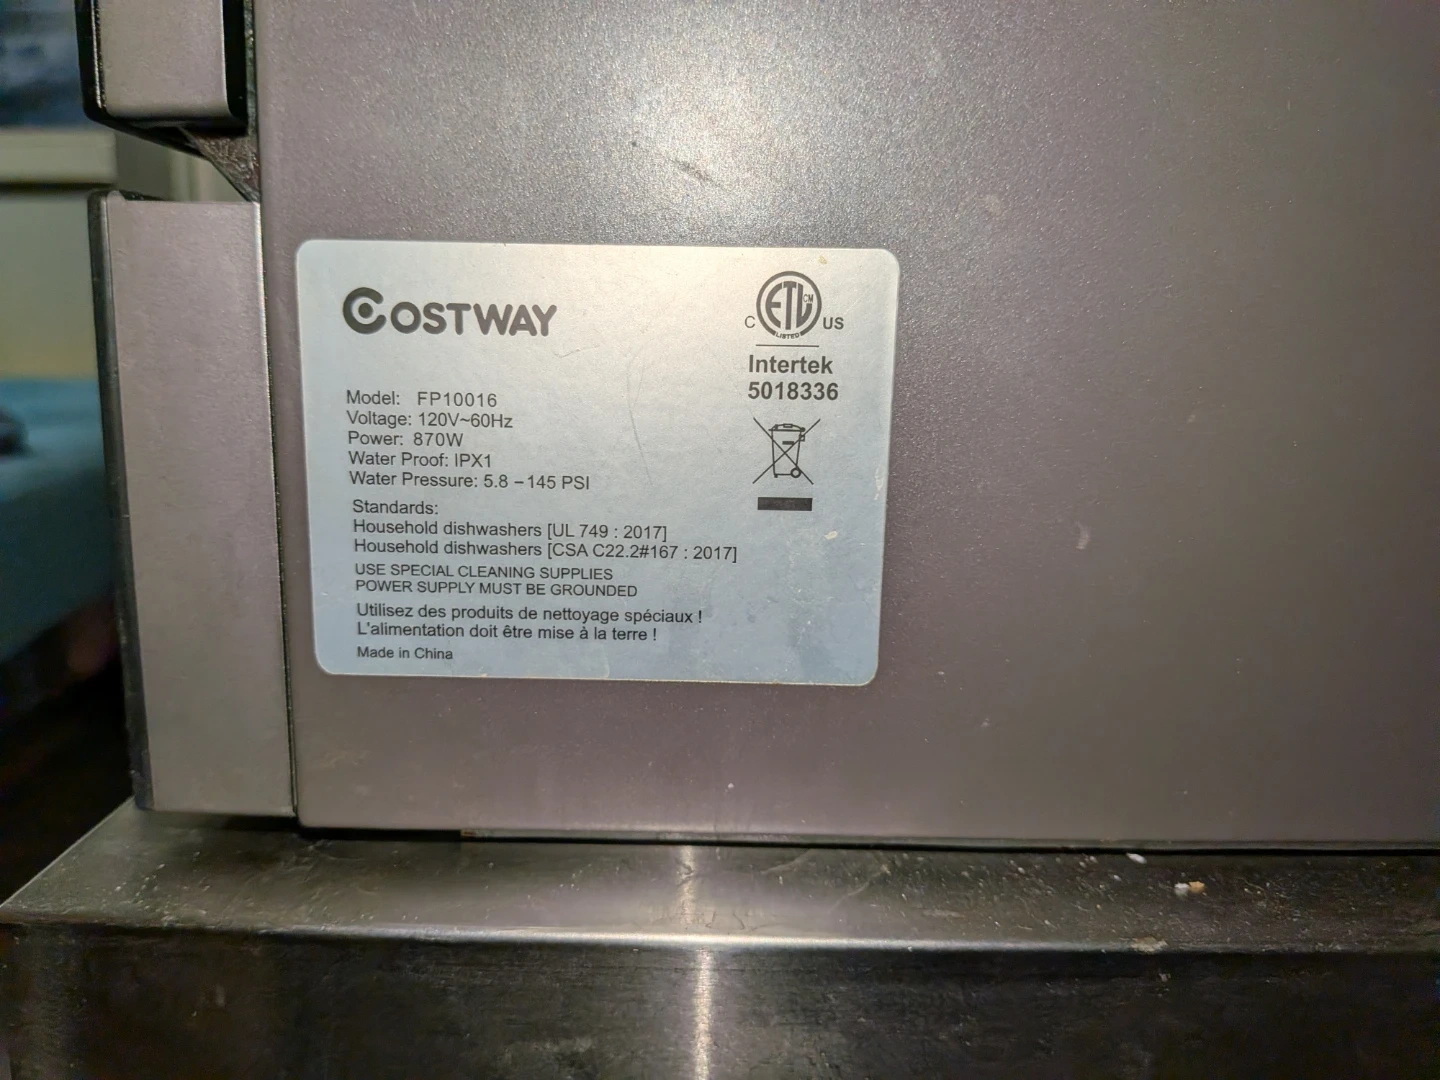 COSTWAY
Model: FP10016
Voltage: 120V~60Hz
Power: 870W
Water Proof: IPX1
Water Pressure: 5.8 – 145 PSI
Standards:
Household dishwashers [UL 749 : 2017]
Household dishwashers [CSA C22.2#167 : 2017]
USE SPECIAL CLEANING SUPPLIES
POWER SUPPLY MUST BE GROUNDED
Utilisez des produits de nettoyage spéciaux !
L'alimentation doit être mise à la terre !
Made in China
ETL CM
C US
LISTED
Intertek
5018336